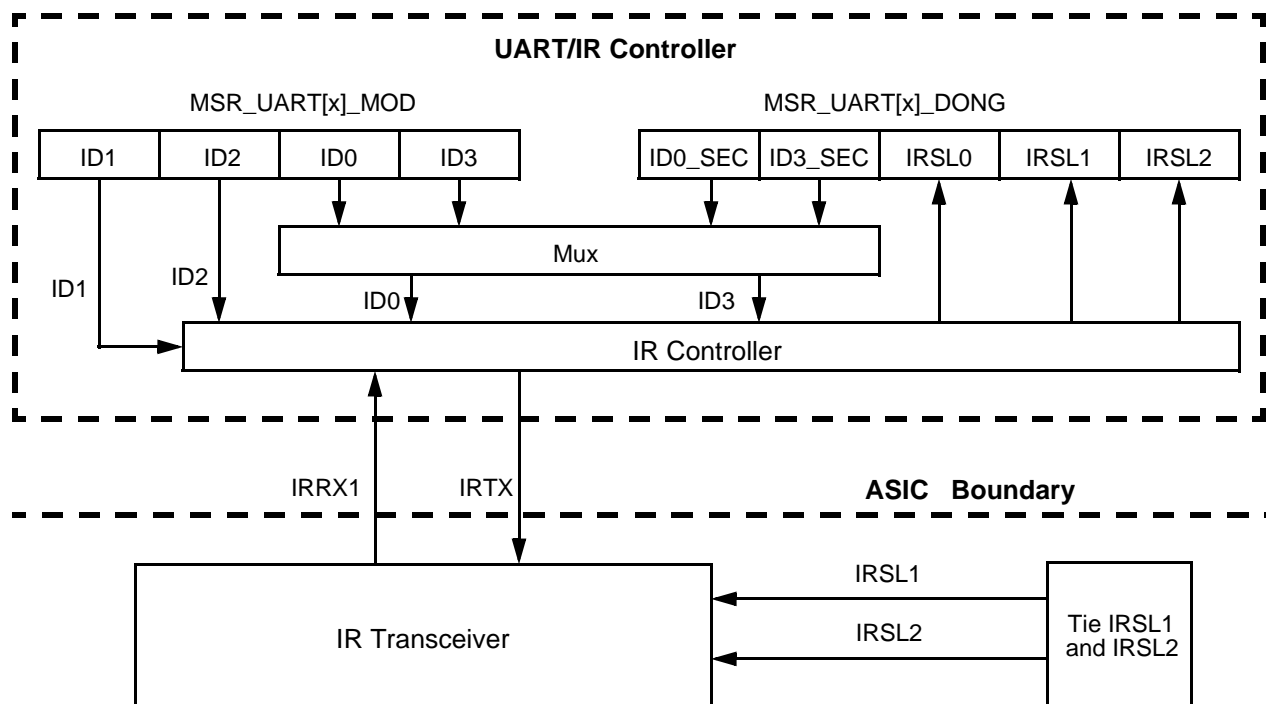 UART/IR Controller
MSR_UART[x]_MOD
MSR_UART[x]_DONG
ID1 ID2 ID0 ID3
ID0_SEC ID3_SEC IRSL0 IRSL1 IRSL2
Mux
ID1
ID2
ID0
ID3
IR Controller
IRRX1
IRTX
ASIC Boundary
IRSL1
IRSL2
IR Transceiver
Tie IRSL1
and IRSL2